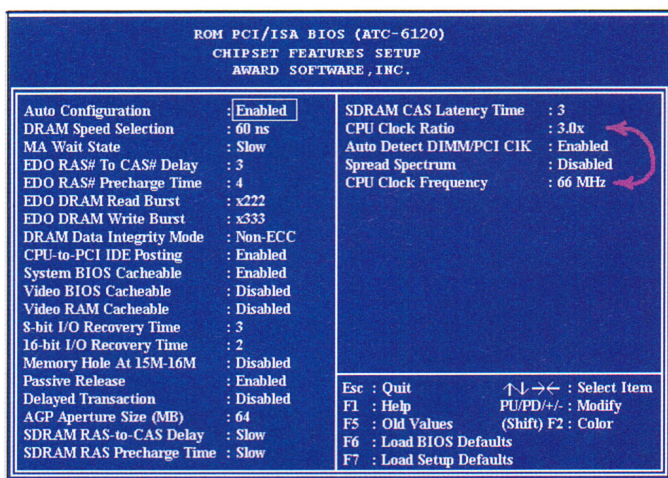 ROM PCI/ISA BIOS (ATC-6120)
CHIPSET FEATURES SETUP
AWARD SOFTWARE,INC.
Auto Configuration : Enabled
DRAM Speed Selection : 60 ns
MA Wait State : Slow
EDO RAS# To CAS# Delay : 3
EDO RAS# Precharge Time : 4
EDO DRAM Read Burst : x222
EDO DRAM Write Burst : x333
DRAM Data Integrity Mode : Non-ECC
CPU-to-PCI IDE Posting : Enabled
System BIOS Cacheable : Enabled
Video BIOS Cacheable : Disabled
Video RAM Cacheable : Disabled
8-bit I/O Recovery Time : 3
16-bit I/O Recovery Time : 2
Memory Hole At 15M-16M : Disabled
Passive Release : Enabled
Delayed Transaction : Disabled
AGP Aperture Size (MB) : 64
SDRAM RAS-to-CAS Delay : Slow
SDRAM RAS Precharge Time : Slow
SDRAM CAS Latency Time : 3
CPU Clock Ratio : 3.0x
Auto Detect DIMM/PCI ClK : Enabled
Spread Spectrum : Disabled
CPU Clock Frequency : 66 MHz
Esc : Quit ↑↓→← : Select Item
F1 : Help PU/PD/+/- : Modify
F5 : Old Values (Shift) F2 : Color
F6 : Load BIOS Defaults
F7 : Load Setup Defaults